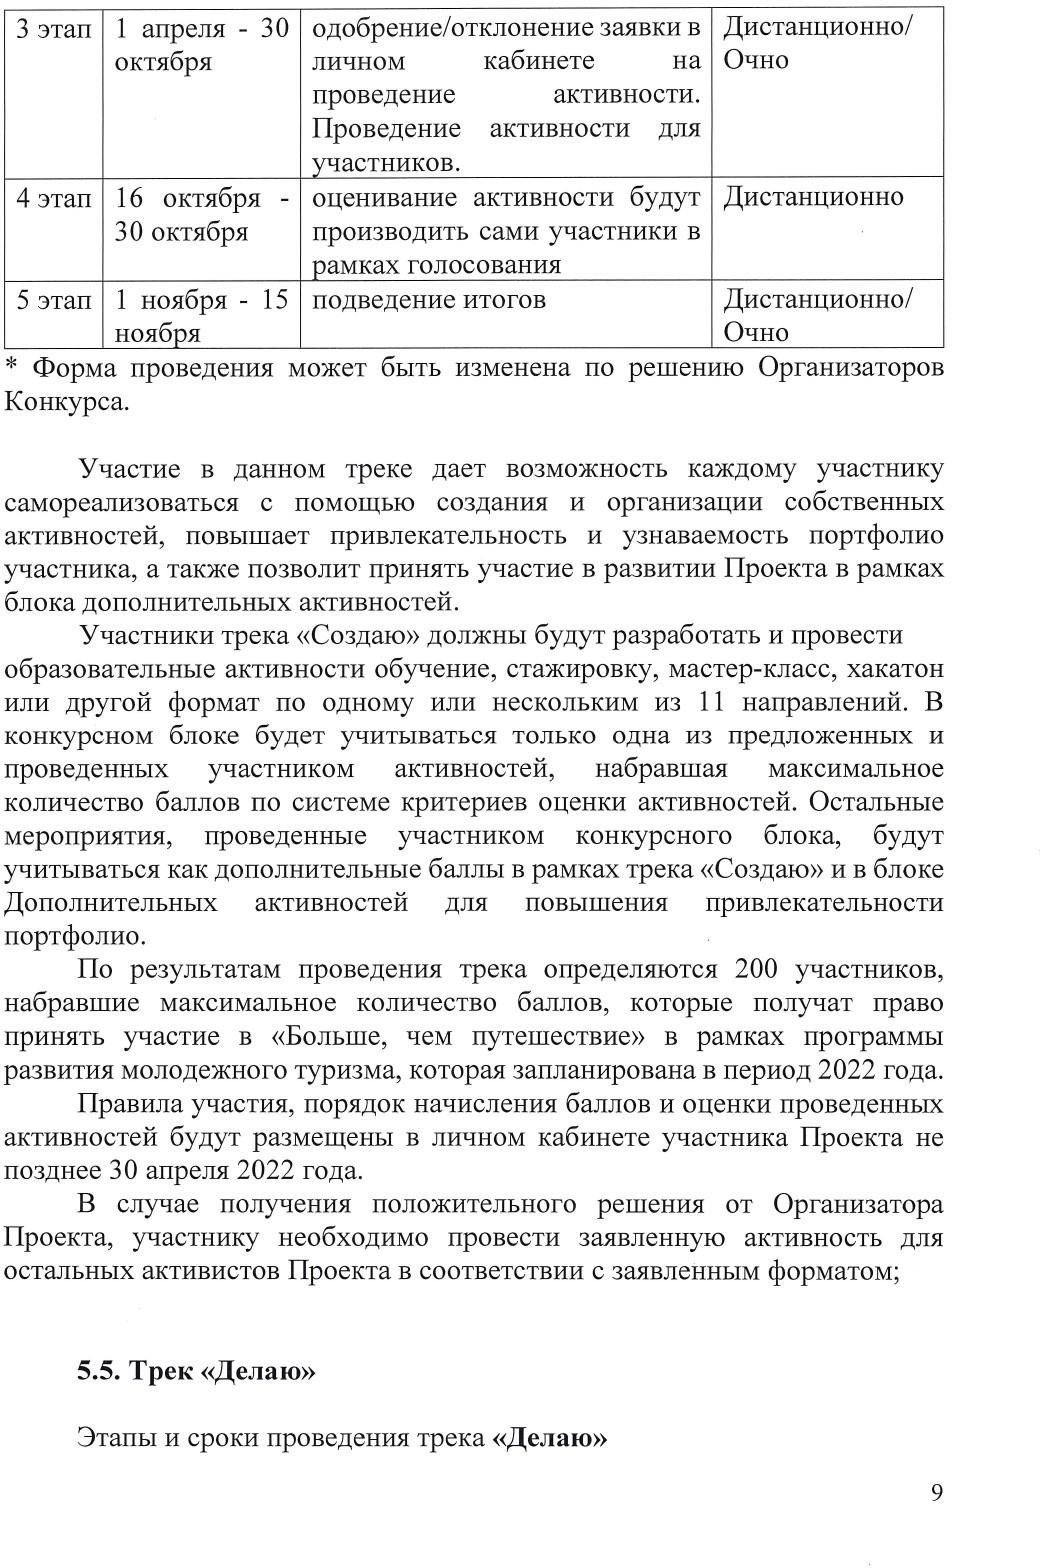 3 этап 1 апреля - 30 одобрение/отклонение заявки в Дистанционно/
октября личном кабинете на Очно
проведение активности.
Проведение активности для
участников.
4 этап 16 октября - оценивание активности будут Дистанционно
30 октября производить сами участники в
рамках голосования
5 этап 1 ноября - 15 подведение итогов Дистанционно/
ноября Очно
* Форма проведения может быть изменена по решению Организаторов
Конкурса.
Участие в данном треке дает возможность каждому участнику
самореализоваться с помощью создания и организации собственных
активностей, повышает привлекательность и узнаваемость портфолио
участника, а также позволит принять участие в развитии Проекта в рамках
блока дополнительных активностей.
Участники трека «Создаю» должны будут разработать и провести
образовательные активности обучение, стажировку, мастер-класс, хакатон
или другой формат по одному или нескольким из 11 направлений. В
конкурсном блоке будет учитываться только одна из предложенных и
проведенных участником активностей, набравшая максимальное
количество баллов по системе критериев оценки активностей. Остальные
мероприятия, проведенные участником конкурсного блока, будут
учитываться как дополнительные баллы в рамках трека «Создаю» и в блоке
Дополнительных активностей для повышения привлекательности
портфолио.
По результатам проведения трека определяются 200 участников,
набравшие максимальное количество баллов, которые получат право
принять участие в «Больше, чем путешествие» в рамках программы
развития молодежного туризма, которая запланирована в период 2022 года.
Правила участия, порядок начисления баллов и оценки проведенных
активностей будут размещены в личном кабинете участника Проекта не
позднее 30 апреля 2022 года.
В случае получения положительного решения от Организатора
Проекта, участнику необходимо провести заявленную активность для
остальных активистов Проекта в соответствии с заявленным форматом;
5.5. Трек «Делаю»
Этапы и сроки проведения трека «Делаю»
9